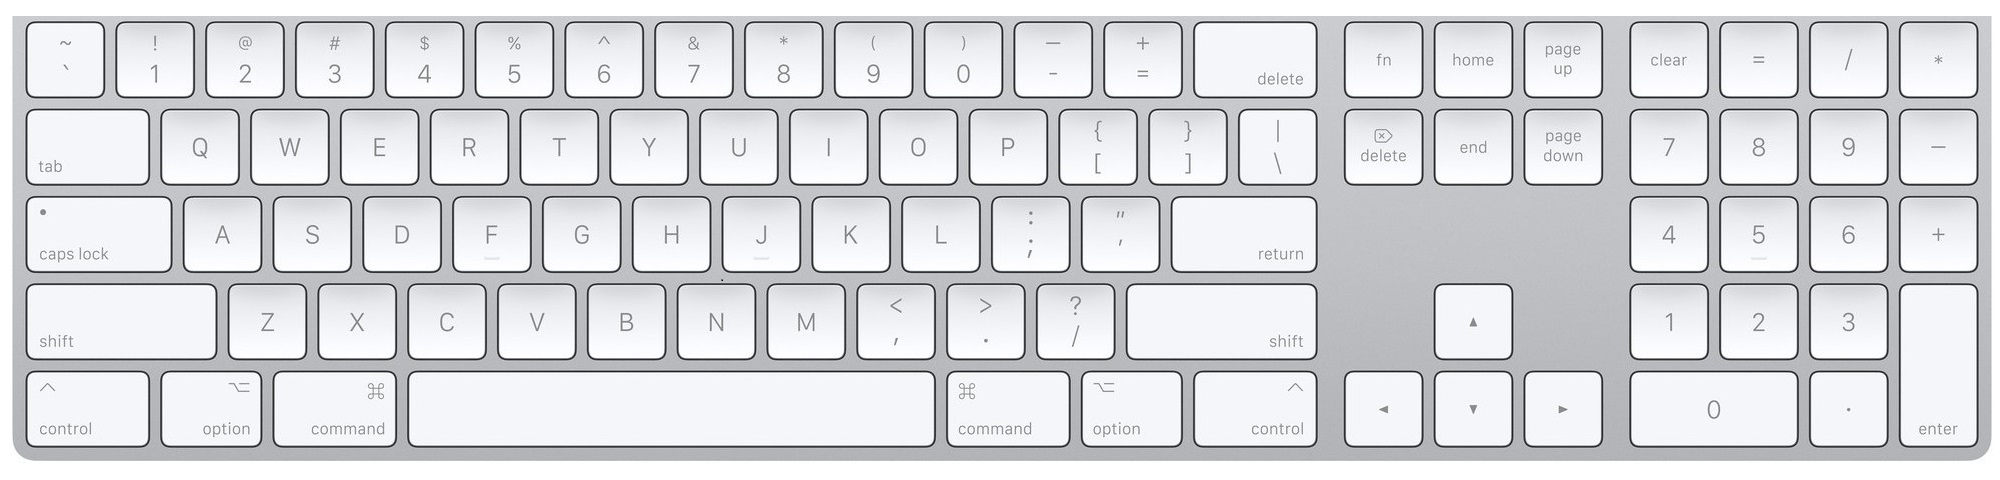 ~ ! @ # $ % ^ & * ( ) — +
` 1 2 3 4 5 6 7 8 9 0 - = delete
fn home page up clear = / *
tab Q W E R T Y U I O P { [ } ] | \
⌦ delete end page down 7 8 9 —
caps lock A S D F G H J K L : ; " ' return
4 5 6 +
shift Z X C V B N M < , > . ? / shift
▲ 1 2 3
^ ⌥ ⌘ ⌘ ⌥ ^
control option command command option control
◄ ▼ ► 0 . enter